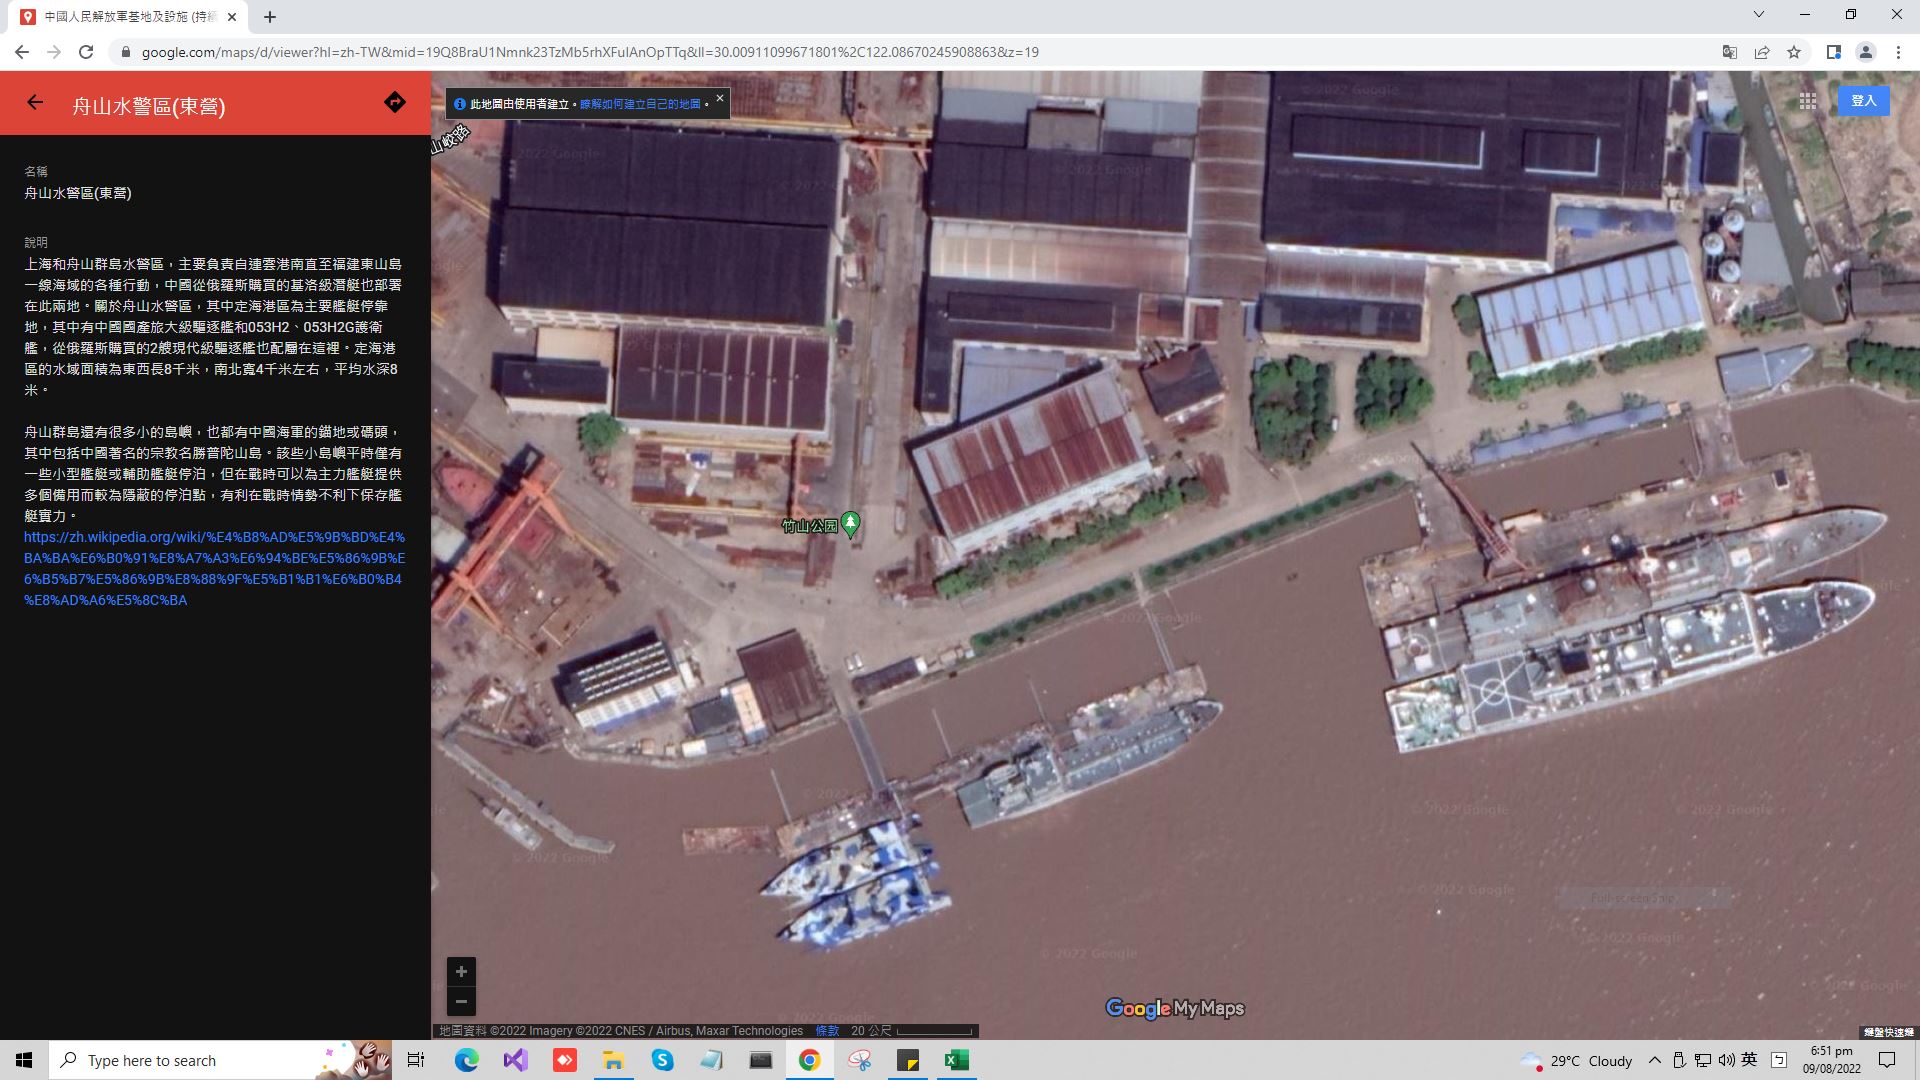 中國人民解放軍基地及設施 (持續
google.com/maps/d/viewer?hl=zh-TW&mid=19Q8BraU1Nmnk23TzMb5rhXFulAnOpTTq&ll=30.00911099671801%2C122.08670245908863&z=19
舟山水警區(東營)
此地圖由使用者建立。瞭解如何建立自己的地圖。
登入
山校路
名稱
舟山水警區(東營)
說明
上海和舟山群島水警區，主要負責自連雲港南直至福建東山島
一線海域的各種行動，中國從俄羅斯購買的基洛級潛艇也部署
在此兩地。關於舟山水警區，其中定海港區為主要艦艇停靠
地，其中有中國國產旅大級驅逐艦和053H2、053H2G護衛
艦，從俄羅斯購買的2艘現代級驅逐艦也配屬在這裡。定海港
區的水域面積為東西長8千米，南北寬4千米左右，平均水深8
米。
舟山群島還有很多小的島嶼，也都有中國海軍的錨地或碼頭，
其中包括中國著名的宗教名勝普陀山島。該些小島嶼平時僅有
一些小型艦艇或輔助艦艇停泊，但在戰時可以為主力艦艇提供
多個備用而較為隱蔽的停泊點，有利在戰時情勢不利下保存艦
艇實力。
https://zh.wikipedia.org/wiki/%E4%B8%AD%E5%9B%BD%E4%
BA%BA%E6%B0%91%E8%A7%A3%E6%94%BE%E5%86%9B%E
6%B5%B7%E5%86%9B%E8%88%9F%E5%B1%B1%E6%B0%B4
%E8%AD%A6%E5%8C%BA
竹山公园
© 2022 Google
Full-screen Snip
Google My Maps
地圖資料 ©2022 Imagery ©2022 CNES / Airbus, Maxar Technologies
條款
20 公尺
鍵盤快速鍵
Type here to search
29°C Cloudy
英
6:51 pm
09/08/2022